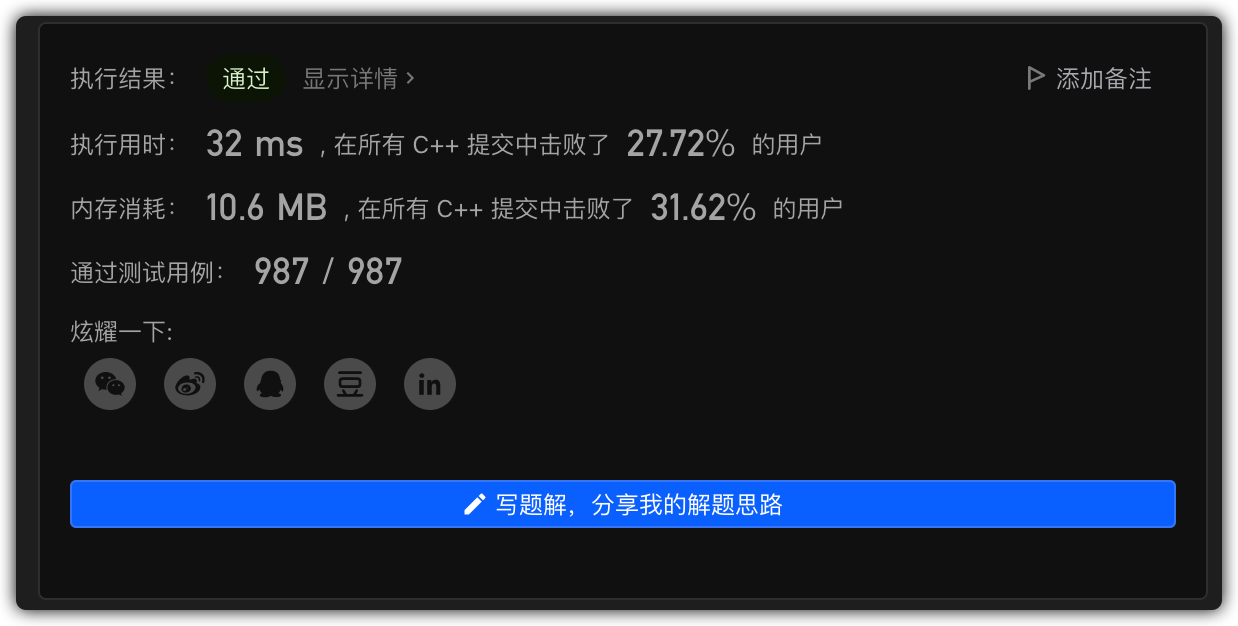 执行结果： 通过 显示详情 › 添加备注
执行用时： 32 ms , 在所有 C++ 提交中击败了 27.72% 的用户
内存消耗： 10.6 MB , 在所有 C++ 提交中击败了 31.62% 的用户
通过测试用例： 987 / 987
炫耀一下:
豆 in
写题解，分享我的解题思路